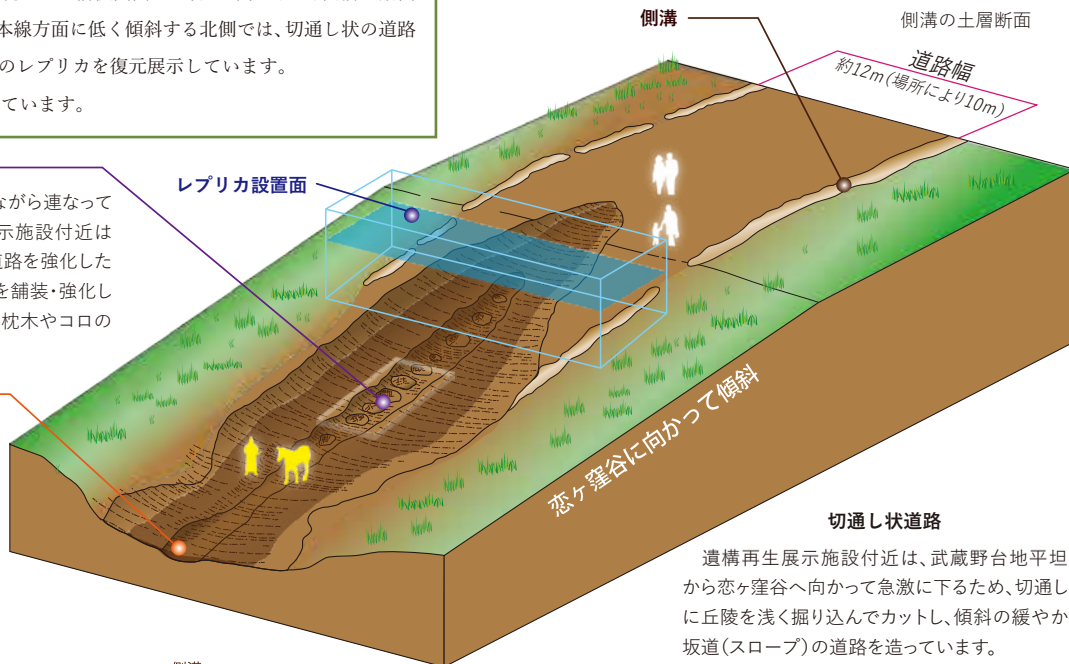 本線方面に低く傾斜する北側では、切通し状の道路
のレプリカを復元展示しています。
ています。
側溝
側溝の土層断面
道路幅
約12m(場所により10m)
レプリカ設置面
ながら連なって
示施設付近は
道路を強化した
を舗装・強化し
枕木やコロの
恋ヶ窪谷に向かって傾斜
切通し状道路
遺構再生展示施設付近は、武蔵野台地平坦
から恋ヶ窪谷へ向かって急激に下るため、切通し
に丘陵を浅く掘り込んでカットし、傾斜の緩やか
坂道(スロープ)の道路を造っています。
側溝